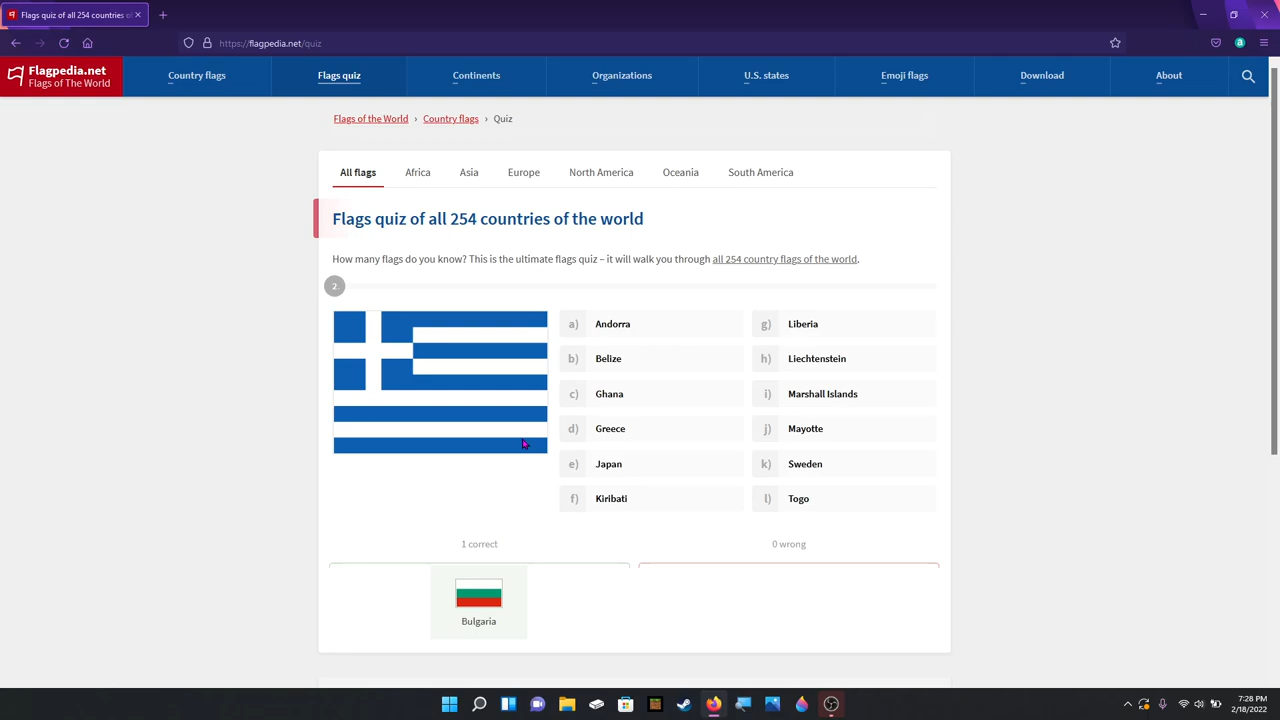 Flags quiz of all 254 countries of
https://flagpedia.net/quiz
Flagpedia.net
Flags of The World
Country flags
Flags quiz
Continents
Organizations
U.S. states
Emoji flags
Download
About
Flags of the World › Country flags › Quiz
All flags Africa Asia Europe North America Oceania South America
Flags quiz of all 254 countries of the world
How many flags do you know? This is the ultimate flags quiz – it will walk you through all 254 country flags of the world.
2.
a) Andorra
b) Belize
c) Ghana
d) Greece
e) Japan
f) Kiribati
g) Liberia
h) Liechtenstein
i) Marshall Islands
j) Mayotte
k) Sweden
l) Togo
1 correct
0 wrong
Bulgaria
7:28 PM
2/18/2022